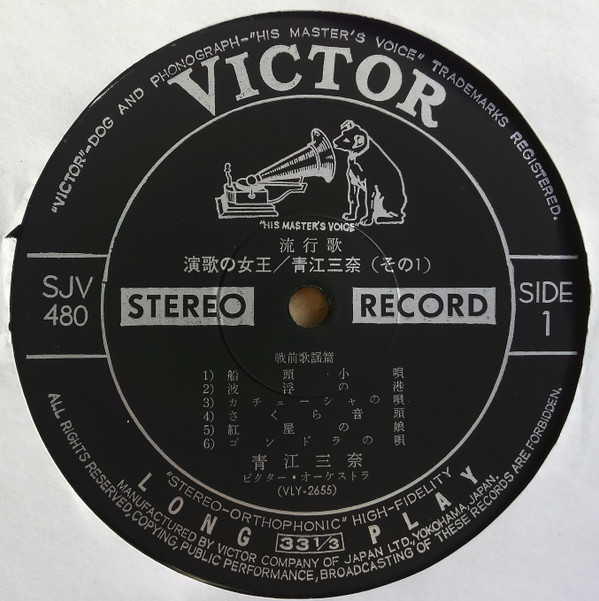 "VICTOR"–DOG AND PHONOGRAPH–"HIS MASTER'S VOICE" TRADEMARKS REGISTERED.
VICTOR
"HIS MASTER'S VOICE"
流行歌
演歌の女王／青江三奈（その1）
SJV
480
STEREO
RECORD
SIDE
1
戦前歌謡篇
1) 船頭小唄
2) 波浮の港
3) カチューシャの唄
4) さくら音頭
5) 紅屋の娘
6) ゴンドラの唄
青江三奈
ビクター・オーケストラ
(VLY-2655)
"STEREO–ORTHOPHONIC" HIGH–FIDELITY
LONG 33 1/3 PLAY
MANUFACTURED BY VICTOR COMPANY OF JAPAN LTD., YOKOHAMA, JAPAN.
ALL RIGHTS RESERVED, COPYING, PUBLIC PERFORMANCE, BROADCASTING OF THESE RECORDS ARE FORBIDDEN.